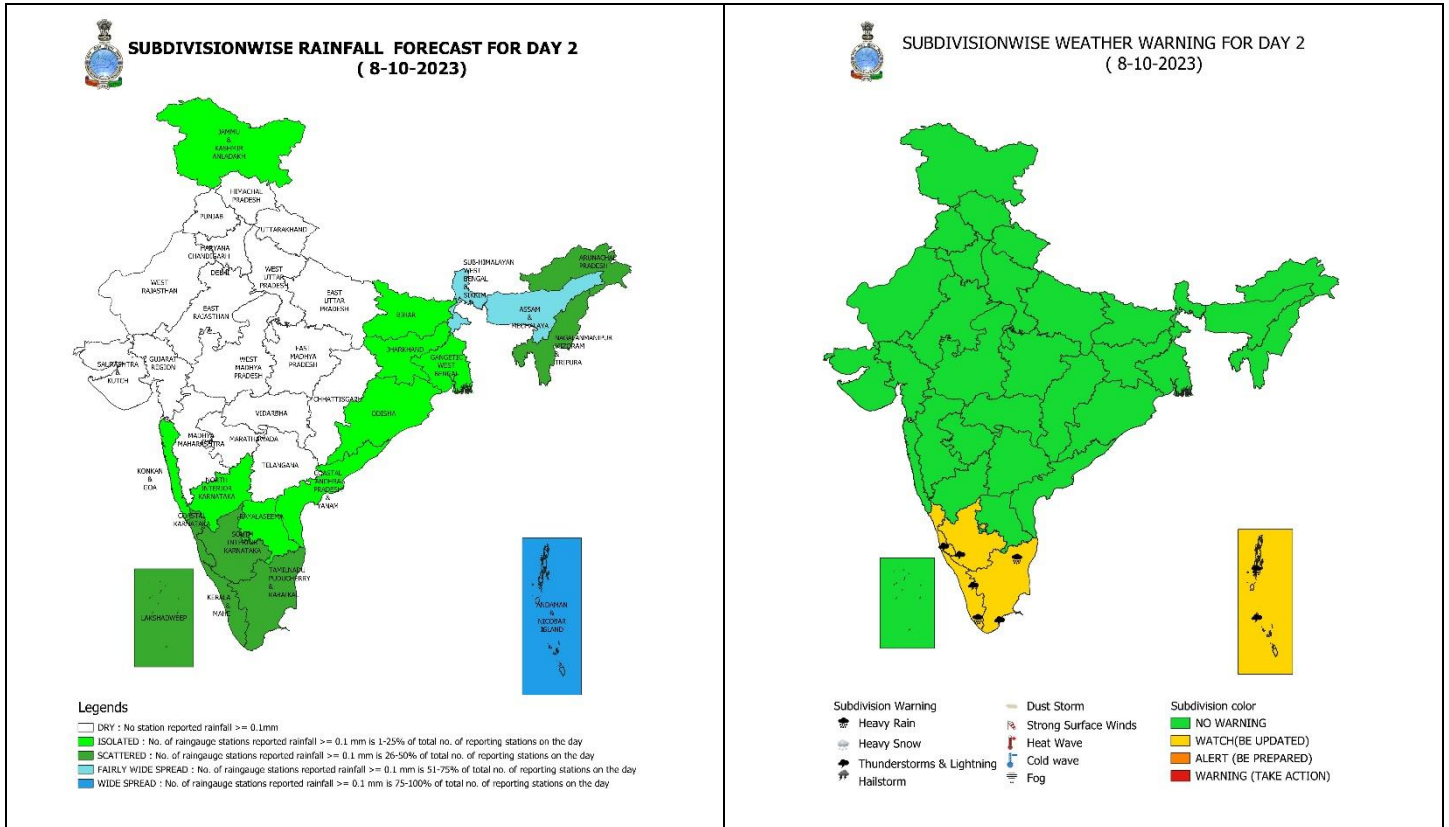 SUBDIVISIONWISE RAINFALL FORECAST FOR DAY 2
( 8-10-2023)
JAMMU
&
KASHMIR
ANLADAKH
HIMACHAL
PRADESH
PUNJAB
UTTARAKHAND
HARYANA
CHANDIGARH
&
DELHI
WEST
UTTAR
PRADESH
WEST
RAJASTHAN
EAST
UTTAR
PRADESH
EAST
RAJASTHAN
SUB-HIMALAYAN
WEST
BENGAL
&
SIKKIM
ARUNACHAL
PRADESH
ASSAM
&
MEGHALAYA
BIHAR
JHARKHAND
GANGETIC
WEST
BENGAL
&
TRIPURA
SAURASHTRA
&
KUTCH
GUJARAT
REGION
WEST
MADHYA
PRADESH
EAST
MADHYA
PRADESH
CHHATTISGARH
ODISHA
VIDARBHA
MADHYA
MAHARASHTRA
MARATHAWADA
TELANGANA
KONKAN
&
GOA
NORTH
INTERIOR
KARNATAKA
COASTAL
ANDHRA
PRADESH
&
YANAM
COASTAL
KARNATAKA
RAYALASEEMA
SOUTH
INTERIOR
KARNATAKA
TAMILNADU
PUDUCHERRY
&
KARAIKAL
KERALA
&
MAHE
LAKSHADWEEP
ANDAMAN
&
NICOBAR
ISLAND
Legends
DRY : No station reported rainfall >= 0.1mm
ISOLATED : No. of raingauge stations reported rainfall >= 0.1 mm is 1-25% of total no. of reporting stations on the day
SCATTERED : No. of raingauge stations reported rainfall >= 0.1 mm is 26-50% of total no. of reporting stations on the day
FAIRLY WIDE SPREAD : No. of raingauge stations reported rainfall >= 0.1 mm is 51-75% of total no. of reporting stations on the day
WIDE SPREAD : No. of raingauge stations reported rainfall >= 0.1 mm is 75-100% of total no. of reporting stations on the day
SUBDIVISIONWISE WEATHER WARNING FOR DAY 2
( 8-10-2023)
Subdivision Warning
Heavy Rain
Heavy Snow
Thunderstorms & Lightning
Hailstorm
Dust Storm
Strong Surface Winds
Heat Wave
Cold wave
Fog
Subdivision color
NO WARNING
WATCH(BE UPDATED)
ALERT (BE PREPARED)
WARNING (TAKE ACTION)